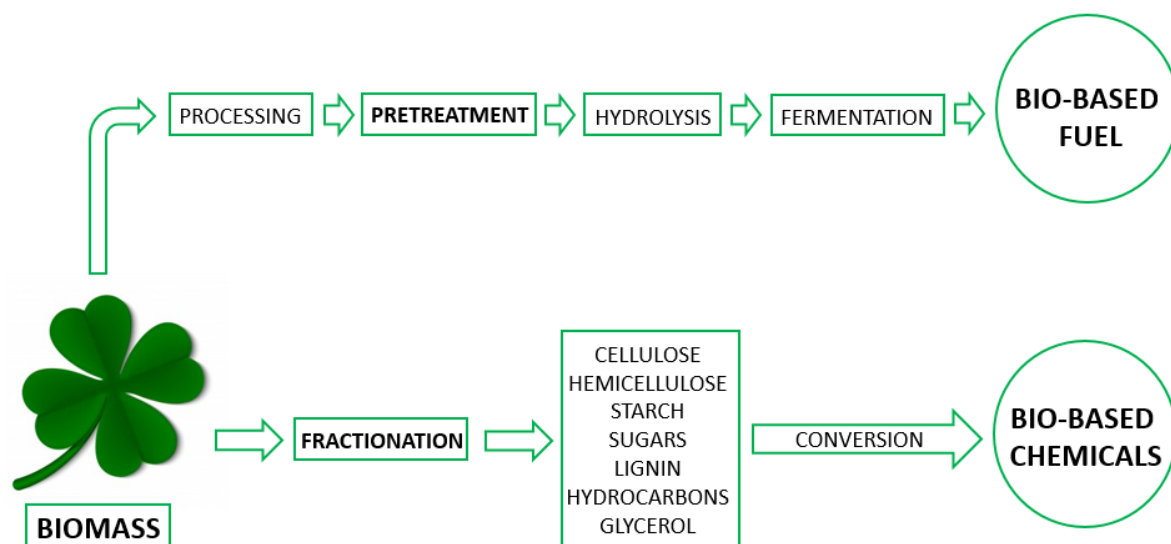 PROCESSING
PRETREATMENT
HYDROLYSIS
FERMENTATION
BIO-BASED
FUEL
BIOMASS
FRACTIONATION
CELLULOSE
HEMICELLULOSE
STARCH
SUGARS
LIGNIN
HYDROCARBONS
GLYCEROL
CONVERSION
BIO-BASED
CHEMICALS